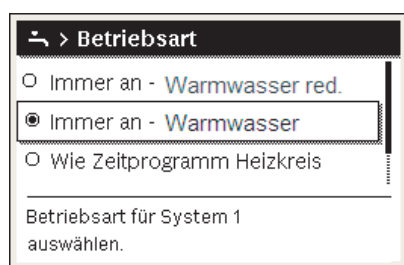 > Betriebsart
Immer an - Warmwasser red.
Immer an - Warmwasser
Wie Zeitprogramm Heizkreis
Betriebsart für System 1
auswählen.